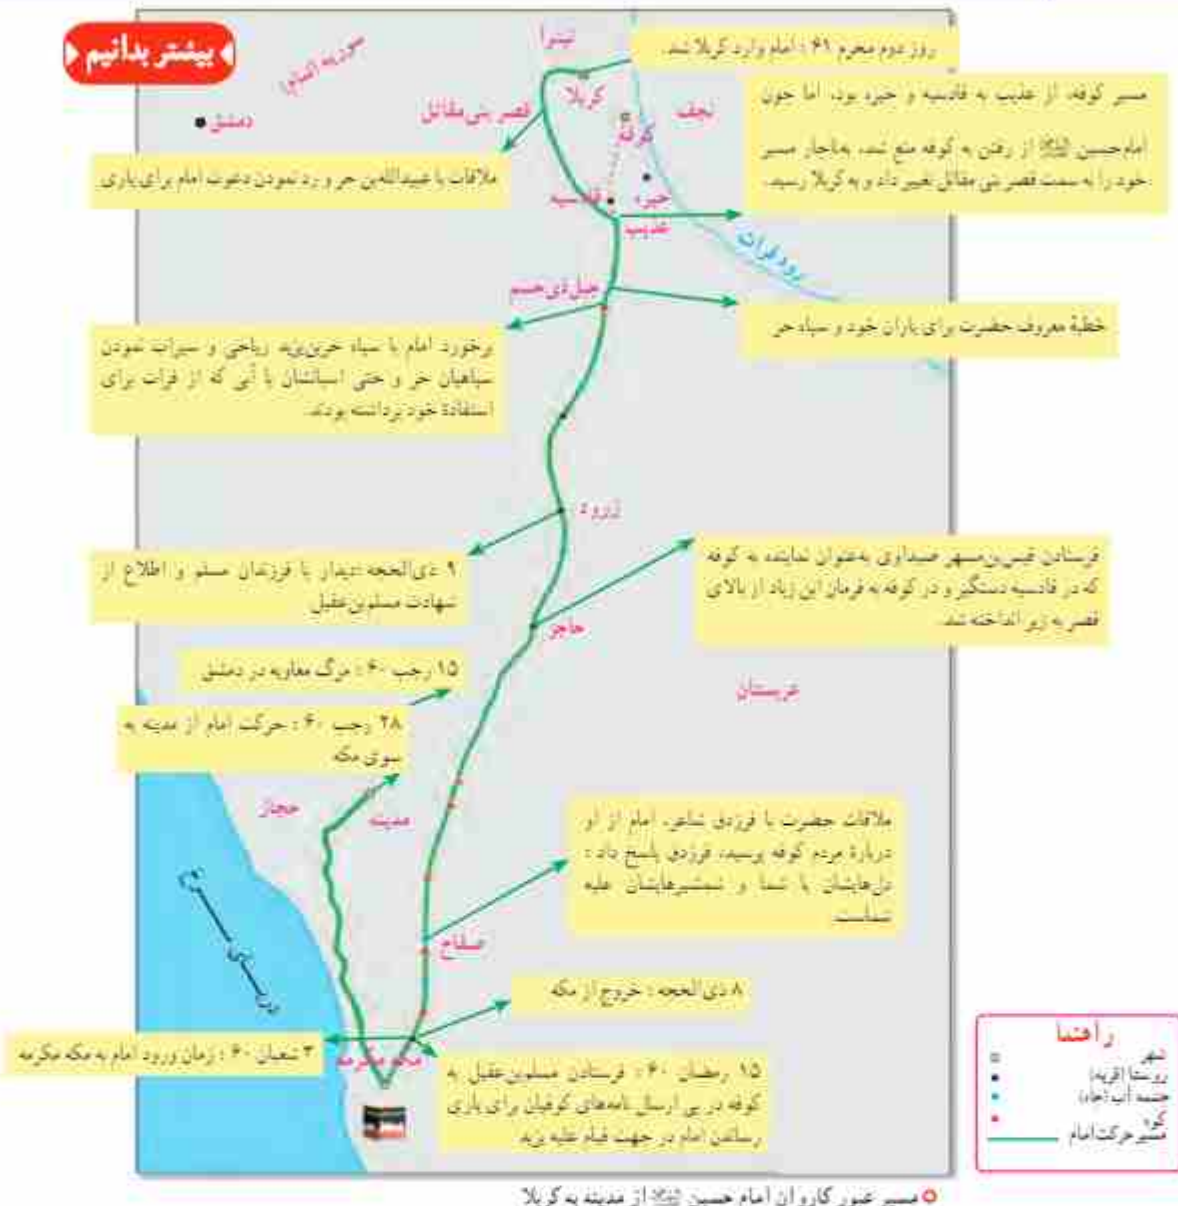 بیشتر بدانیم
سوریه (شام)
دمشق
نینوا
کربلا
قصر بنی مقاتل
نجف
کوفه
قادسیه
حیره
عذیب
رود فرات
روز دوم محرم ۶۱ : امام وارد کربلا شد.
مسیر کوفه، از عذیب به قادسیه و حیره بود، اما چون
امام حسین از رفتن به کوفه منع شد، به‌ناچار مسیر
خود را به سمت قصر بنی مقاتل تغییر داد و به کربلا رسید.
ملاقات با عبیدالله‌بن حر و رد نمودن دعوت امام برای یاری
جبل ذی حسم
خطبهٔ معروف حضرت برای یاران خود و سپاه حر
برخورد امام با سپاه حربن‌یزید ریاحی و سیراب نمودن
سپاهیان حر و حتی اسبانشان با آبی که از فرات برای
استفادهٔ خود برداشته بودند.
زرود
۹ ذی‌الحجه :دیدار با فرزندان مسلم و اطلاع از
شهادت مسلم‌بن‌عقیل
فرستادن قیس‌بن‌مسهر صیداوی به‌عنوان نماینده به کوفه
که در قادسیه دستگیر و در کوفه به فرمان ابن زیاد از بالای
قصر به زیر انداخته شد.
حاجر
عربستان
۱۵ رجب ۶۰ : مرگ معاویه در دمشق
۲۸ رجب ۶۰ : حرکت امام از مدینه به
سوی مکه
حجاز
مدینه
ملاقات حضرت با فرزدق شاعر، امام از او
دربارهٔ مردم کوفه پرسید، فرزدق پاسخ داد :
دل‌هایشان با شما و شمشیرهایشان علیه
شماست.
صفاح
دریای سرخ
۸ ذی‌الحجه : خروج از مکه
۳ شعبان ۶۰ : زمان ورود امام به مکه مکرمه
مکه مکرمه
۱۵ رمضان ۶۰ : فرستادن مسلم‌بن‌عقیل به
کوفه در پی ارسال نامه‌های کوفیان برای یاری
رساندن امام در جهت قیام علیه یزید
راهنما
شهر
روستا (قریه)
چشمه آب (چاه)
کوه
مسیر حرکت امام
مسیر عبور کاروان امام حسین از مدینه به کربلا